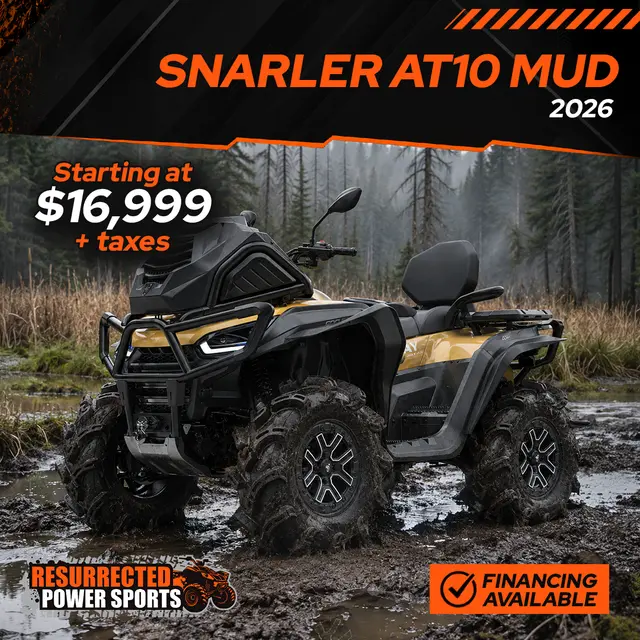 SNARLER AT10 MUD
2026
Starting at
$16,999
+ taxes
RESURRECTED
POWER SPORTS
FINANCING
AVAILABLE